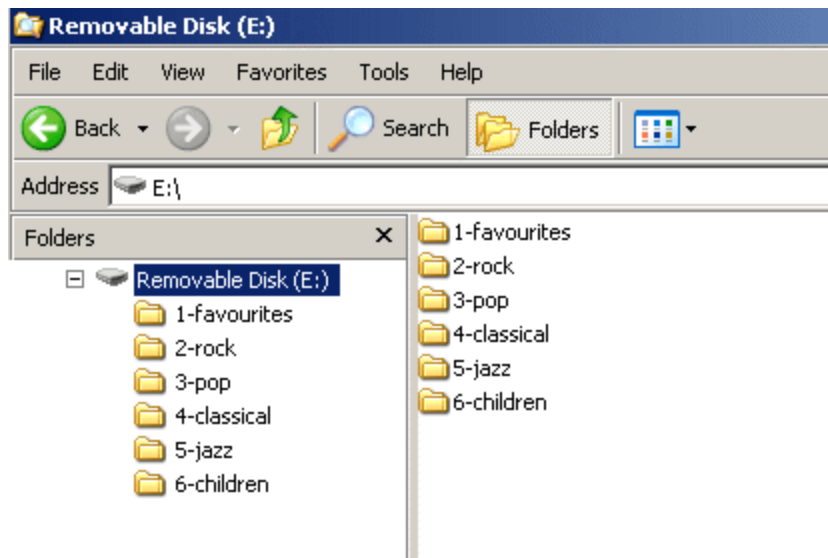 Removable Disk (E:)
File Edit View Favorites Tools Help
Back Search Folders
Address E:\
Folders
Removable Disk (E:)
1-favourites
2-rock
3-pop
4-classical
5-jazz
6-children
1-favourites
2-rock
3-pop
4-classical
5-jazz
6-children